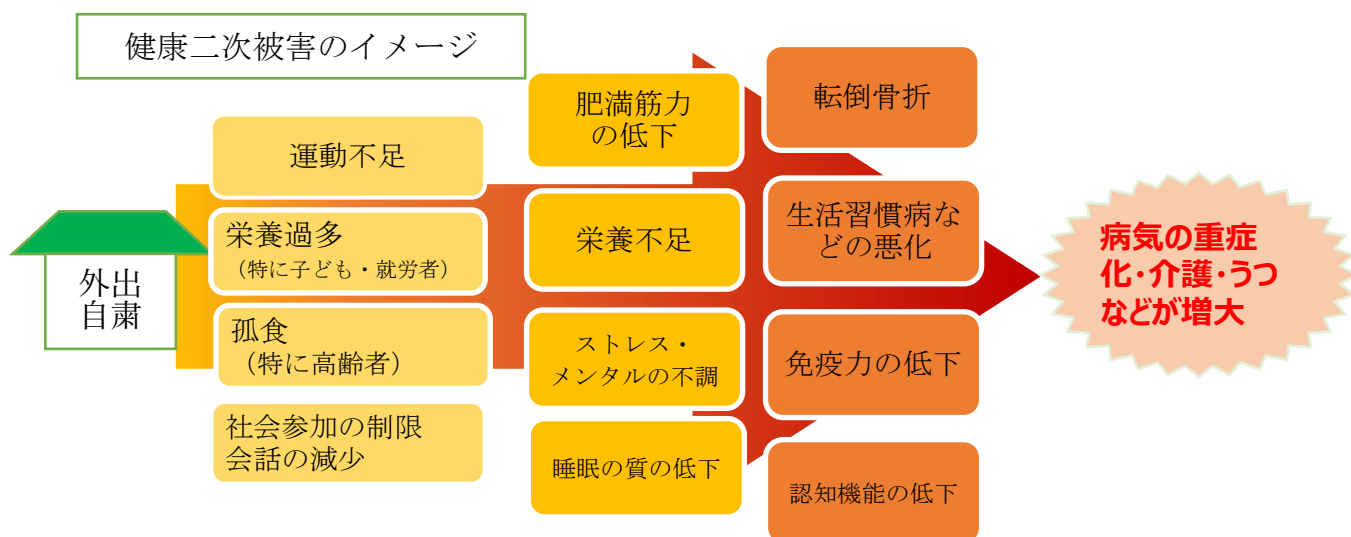 健康二次被害のイメージ
外出
自粛
運動不足
栄養過多
（特に子ども・就労者）
孤食
（特に高齢者）
社会参加の制限
会話の減少
肥満筋力
の低下
栄養不足
ストレス・
メンタルの不調
睡眠の質の低下
転倒骨折
生活習慣病な
どの悪化
免疫力の低下
認知機能の低下
病気の重症
化・介護・うつ
などが増大